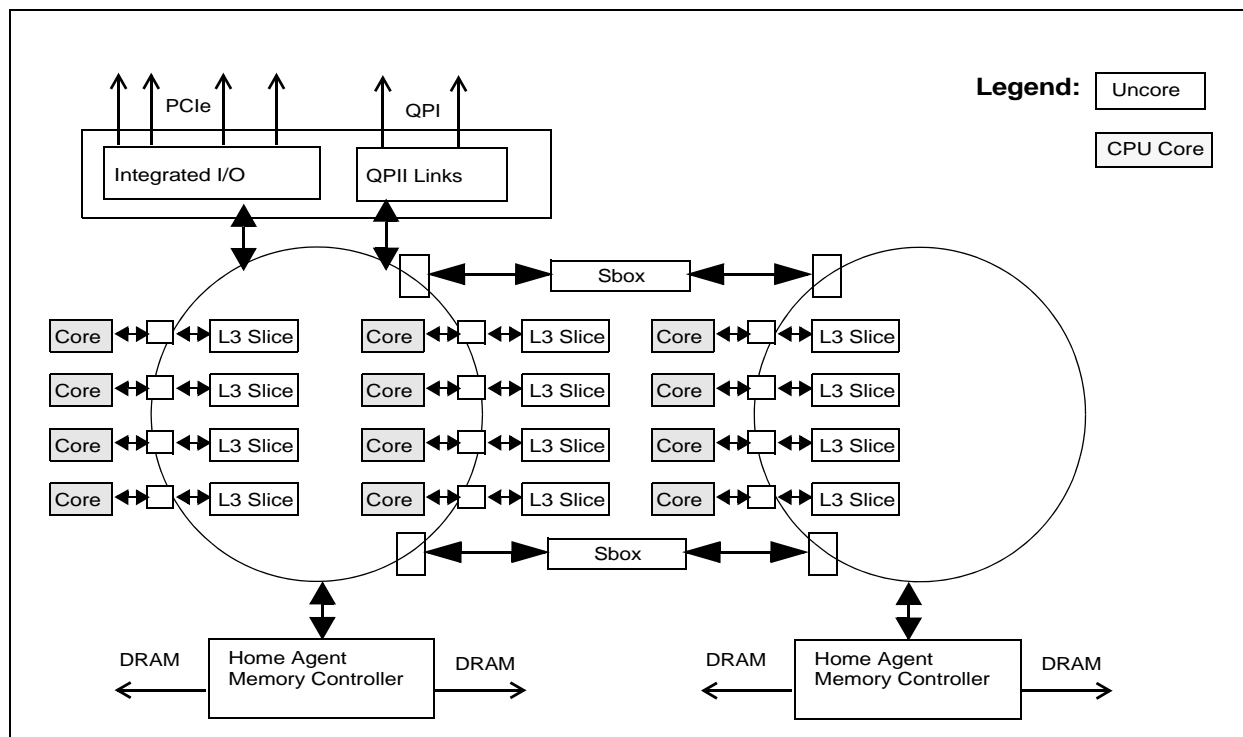 PCIe
QPI
Legend:
Uncore
CPU Core
Integrated I/O
QPII Links
Sbox
Core
L3 Slice
Core
L3 Slice
Core
L3 Slice
Core
L3 Slice
Core
L3 Slice
Core
L3 Slice
Core
L3 Slice
Core
L3 Slice
Core
L3 Slice
Core
L3 Slice
Core
L3 Slice
Core
L3 Slice
Sbox
DRAM
Home Agent
Memory Controller
DRAM
DRAM
Home Agent
Memory Controller
DRAM